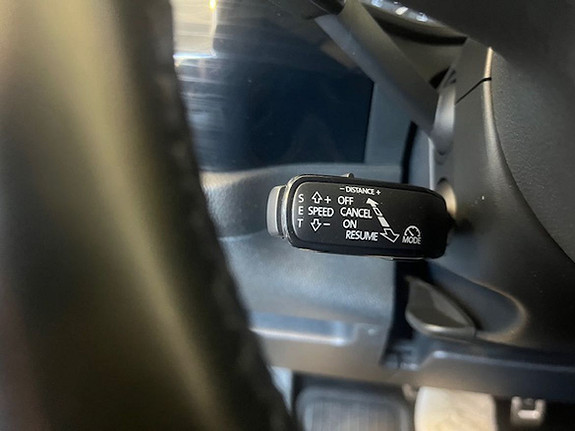 - DISTANCE +
S + OFF
E SPEED CANCEL
T - ON
RESUME
MODE